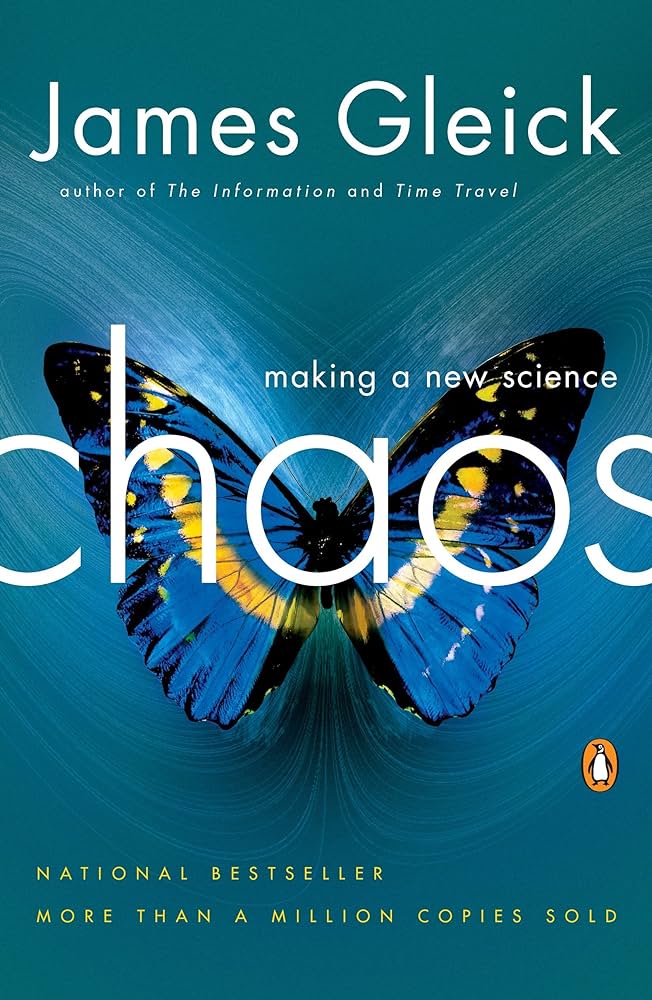 James Gleick
author of The Information and Time Travel
making a new science
chaos
NATIONAL BESTSELLER
MORE THAN A MILLION COPIES SOLD